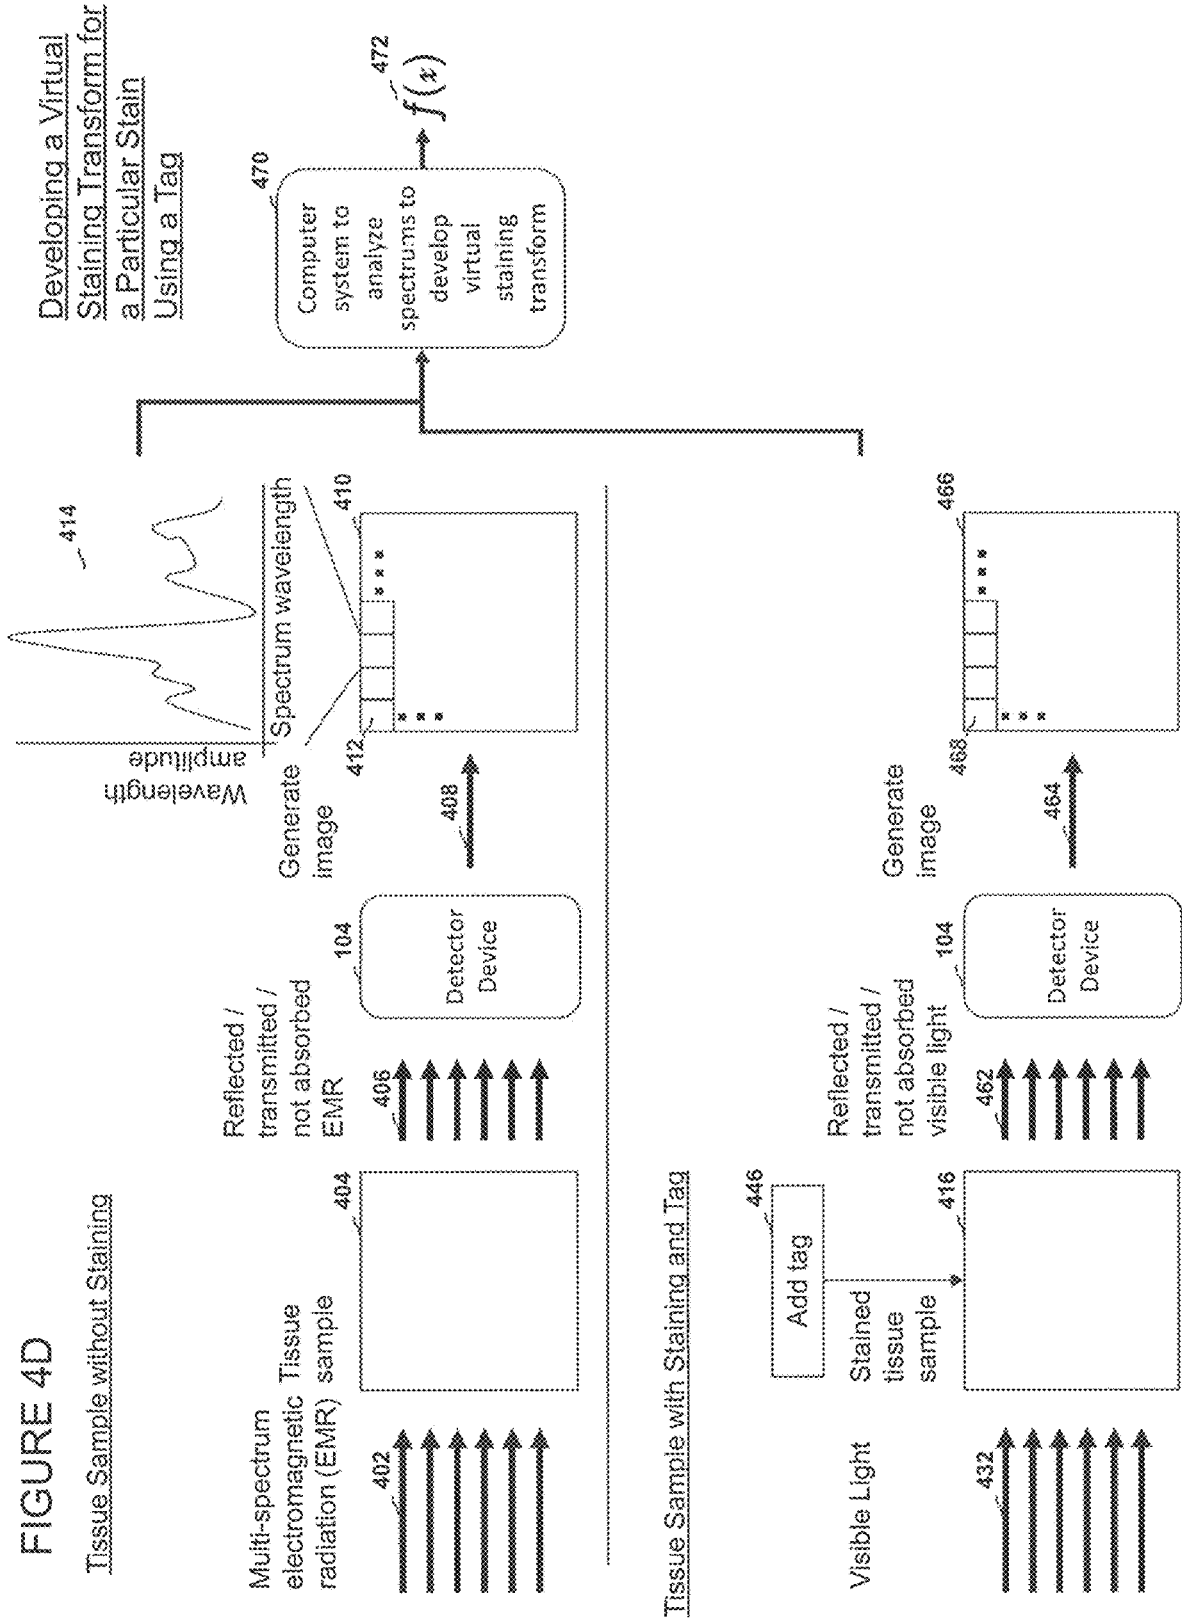 FIGURE 4D
Developing a Virtual
Staining Transform for
a Particular Stain
Using a Tag
Tissue Sample without Staining
Multi-spectrum
electromagnetic
radiation (EMR)
402
Tissue
sample
404
Reflected /
transmitted /
not absorbed
EMR
406
104
Detector
Device
Generate
image
408
410
412
Wavelength
amplitude
Spectrum wavelength
414
470
Computer
system to
analyze
spectrums to
develop
virtual
staining
transform
472
f(x)
Tissue Sample with Staining and Tag
Visible Light
432
446
Add tag
Stained
tissue
sample
416
Reflected /
transmitted /
not absorbed
visible light
462
104
Detector
Device
Generate
image
464
466
468